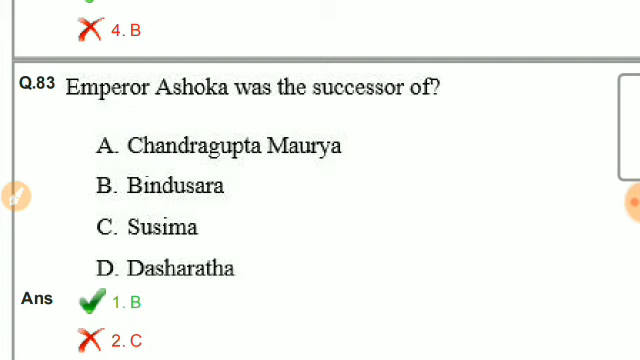 4. B
Q.83 Emperor Ashoka was the successor of?
A. Chandragupta Maurya
B. Bindusara
C. Susima
D. Dasharatha
Ans 1. B
2. C